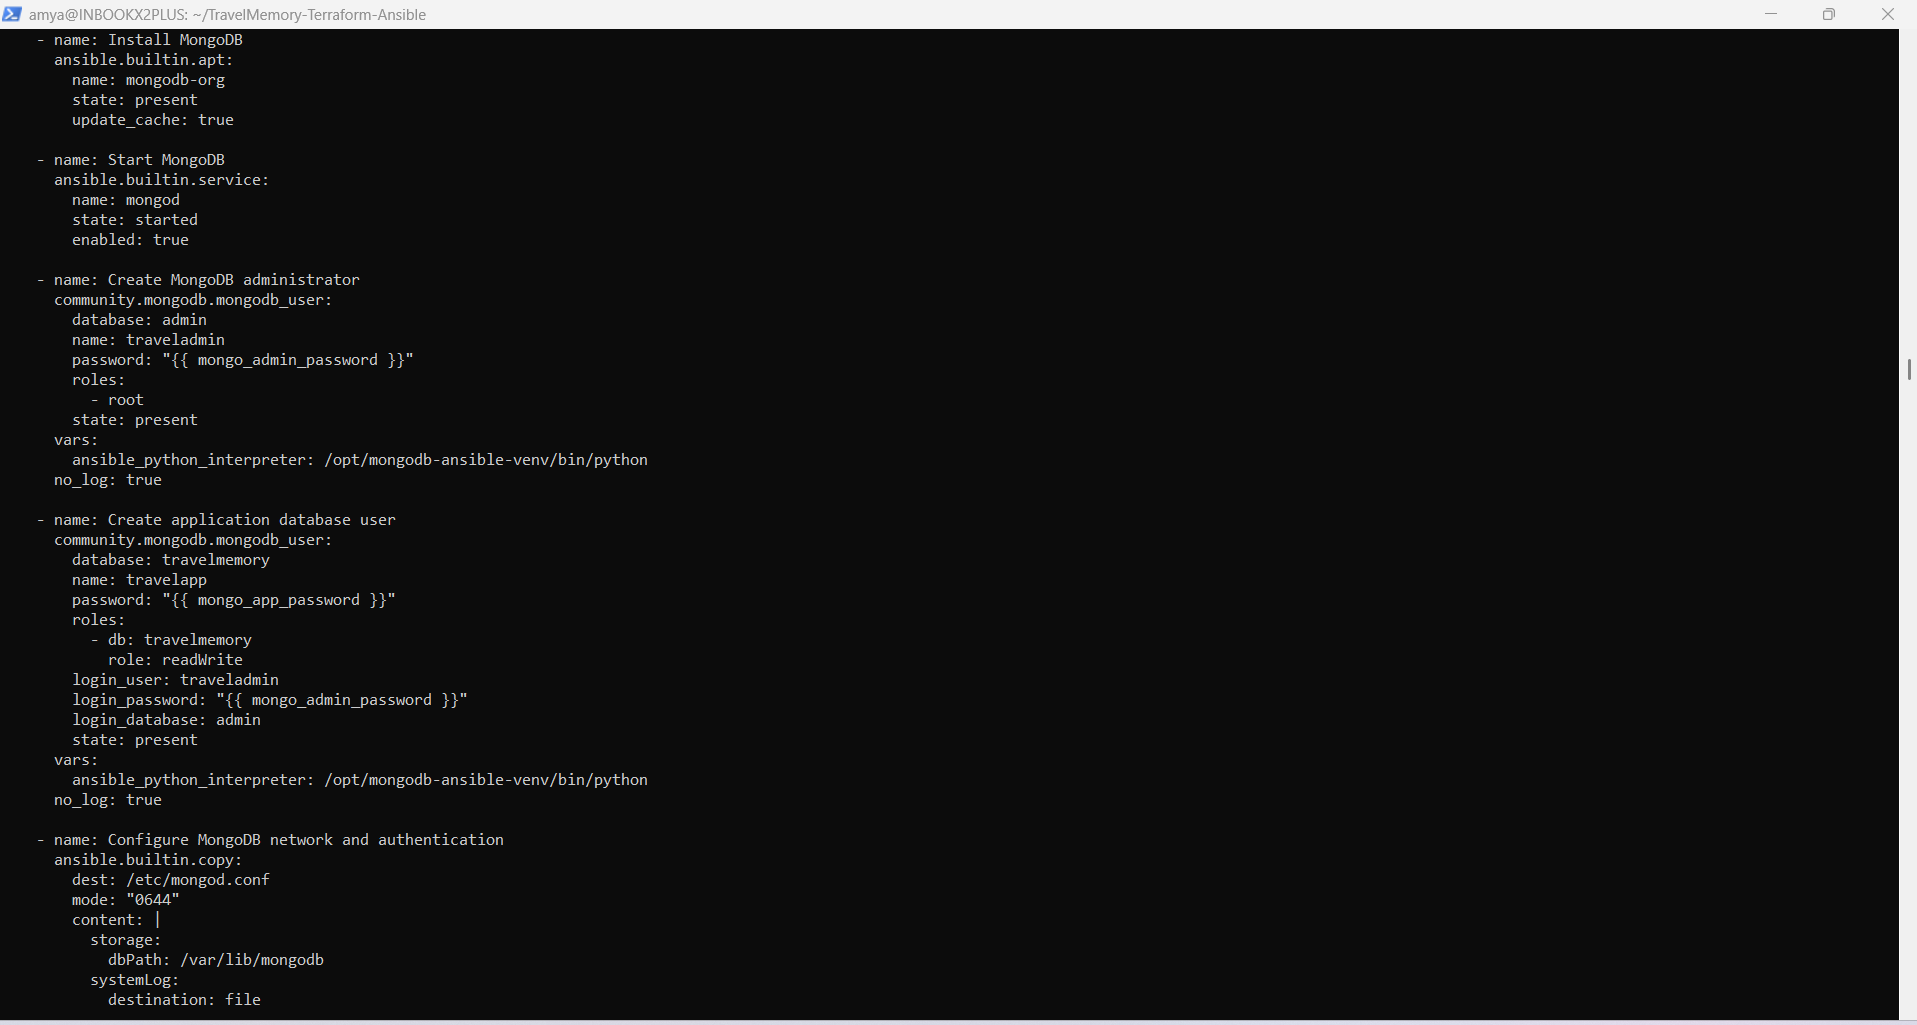 amya@INBOOKX2PLUS: ~/TravelMemory-Terraform-Ansible
- name: Install MongoDB
  ansible.builtin.apt:
    name: mongodb-org
    state: present
    update_cache: true

- name: Start MongoDB
  ansible.builtin.service:
    name: mongod
    state: started
    enabled: true

- name: Create MongoDB administrator
  community.mongodb.mongodb_user:
    database: admin
    name: traveladmin
    password: "{{ mongo_admin_password }}"
    roles:
      - root
    state: present
  vars:
    ansible_python_interpreter: /opt/mongodb-ansible-venv/bin/python
  no_log: true

- name: Create application database user
  community.mongodb.mongodb_user:
    database: travelmemory
    name: travelapp
    password: "{{ mongo_app_password }}"
    roles:
      - db: travelmemory
        role: readWrite
    login_user: traveladmin
    login_password: "{{ mongo_admin_password }}"
    login_database: admin
    state: present
  vars:
    ansible_python_interpreter: /opt/mongodb-ansible-venv/bin/python
  no_log: true

- name: Configure MongoDB network and authentication
  ansible.builtin.copy:
    dest: /etc/mongod.conf
    mode: "0644"
    content: |
      storage:
        dbPath: /var/lib/mongodb
      systemLog:
        destination: file